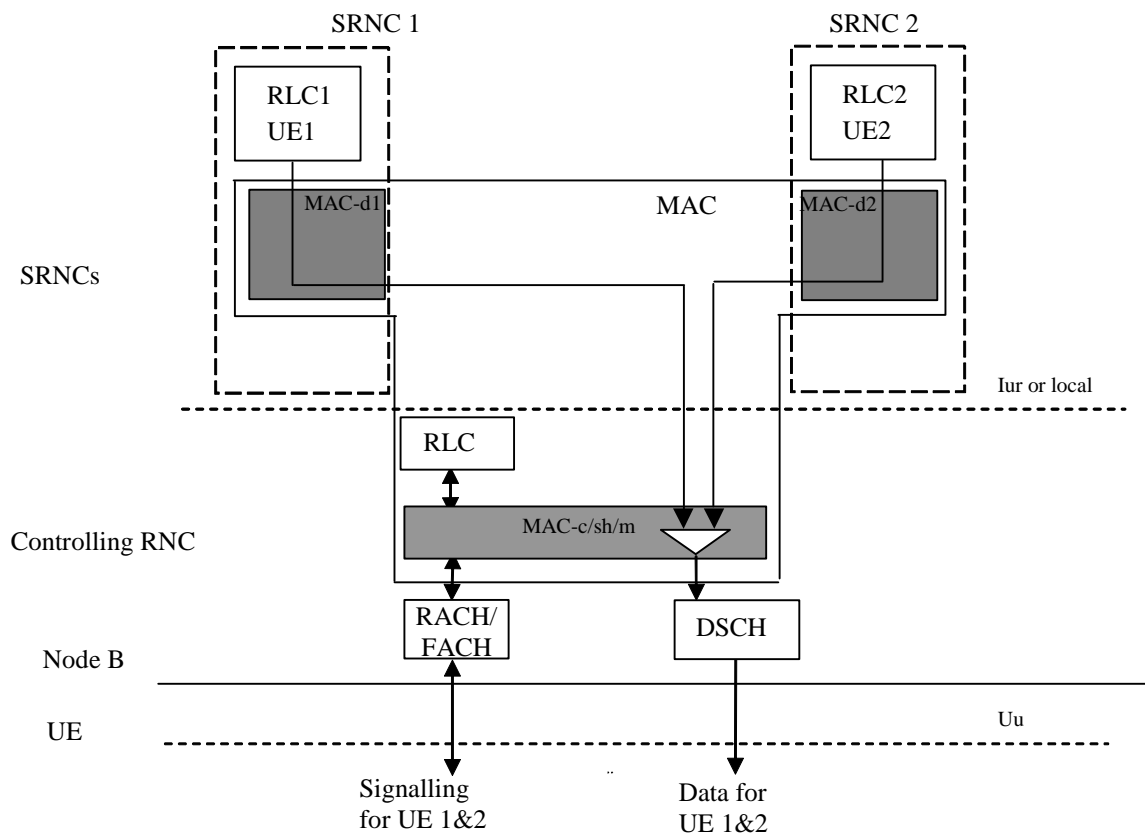 SRNC 1
SRNC 2
RLC1
UE1
RLC2
UE2
MAC-d1
MAC
MAC-d2
SRNCs
Iur or local
RLC
MAC-c/sh/m
Controlling RNC
RACH/
FACH
DSCH
Node B
UE
Uu
..
Signalling
for UE 1&2
Data for
UE 1&2